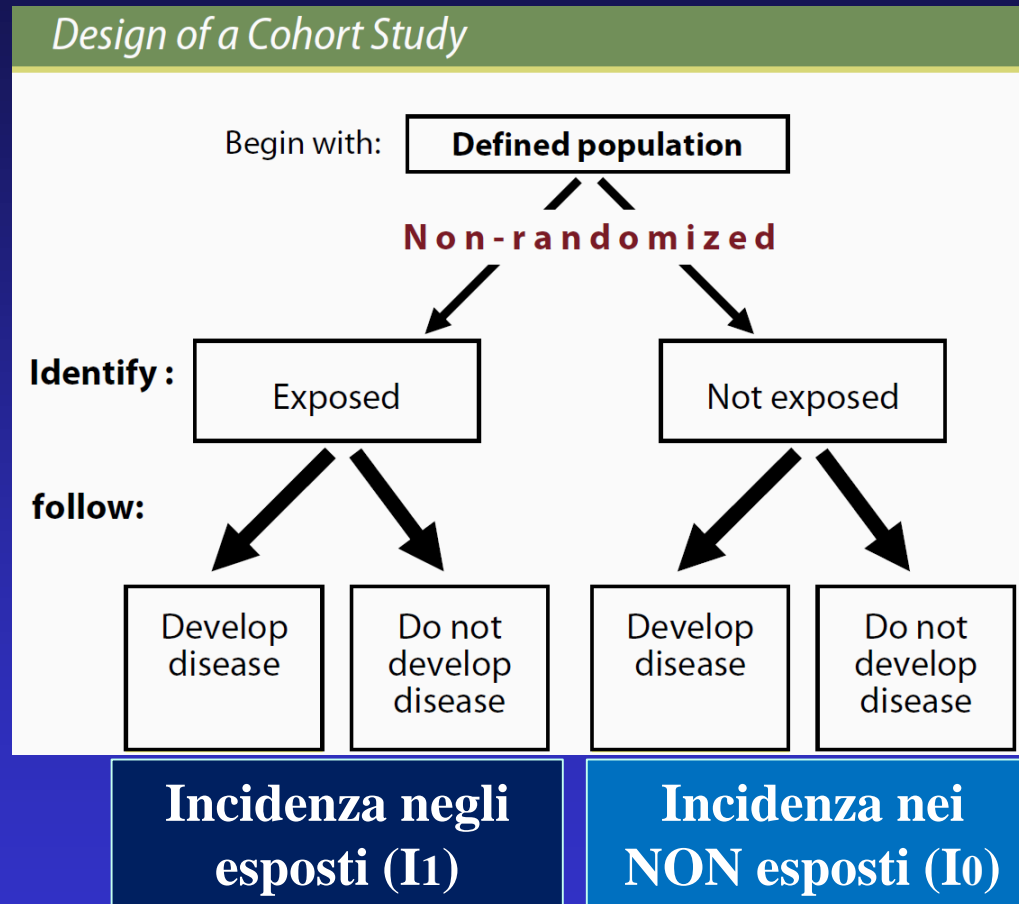 Design of a Cohort Study
Begin with: Defined population
Non-randomized
Identify : Exposed Not exposed
follow:
Develop disease
Do not develop disease
Develop disease
Do not develop disease
Incidenza negli
esposti (I1)
Incidenza nei
NON esposti (I0)